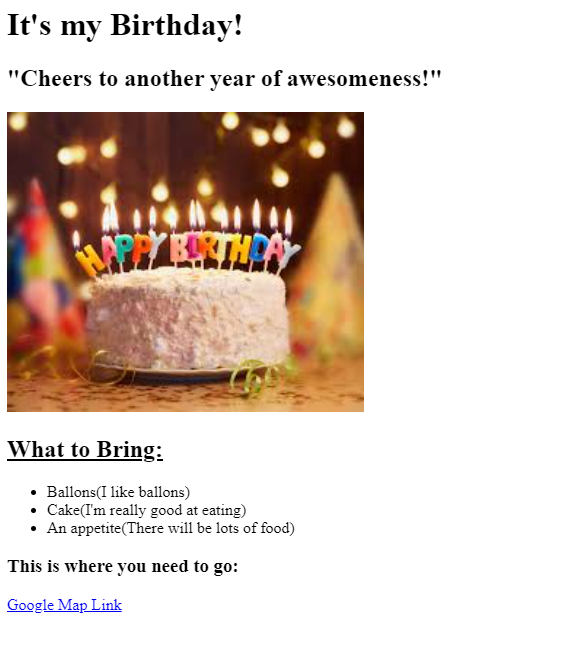 It's my Birthday!
"Cheers to another year of awesomeness!"
HAPPY BIRTHDAY
What to Bring:
Ballons(I like ballons)
Cake(I'm really good at eating)
An appetite(There will be lots of food)
This is where you need to go:
Google Map Link